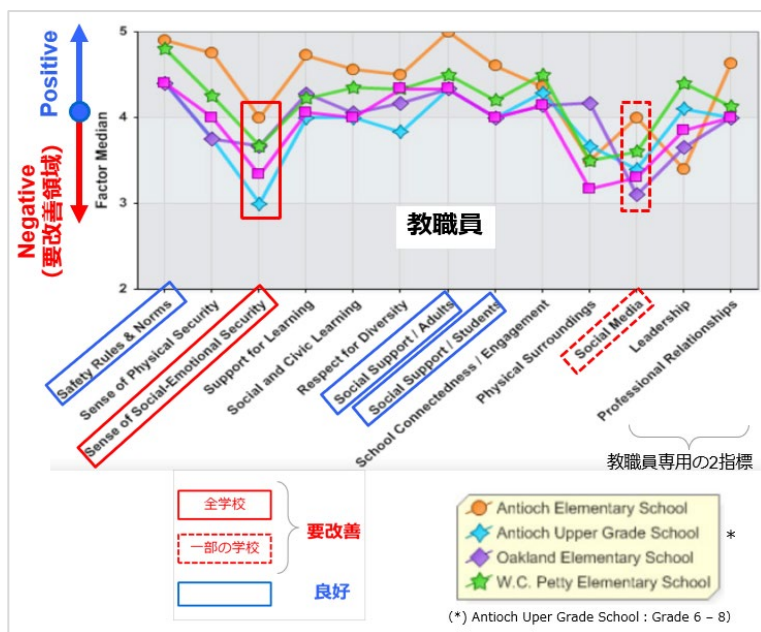 Positive
Negative
(要改善領域)
Factor Median
5
4
3
2
教職員
Safety Rules & Norms
Sense of Physical Security
Sense of Social-Emotional Security
Support for Learning
Social and Civic Learning
Respect for Diversity
Social Support / Adults
Social Support / Students
School Connectedness / Engagement
Physical Surroundings
Social Media
Leadership
Professional Relationships
教職員専用の2指標
全学校
一部の学校
要改善
良好
Antioch Elementary School
Antioch Upper Grade School
Oakland Elementary School
W.C. Petty Elementary School
*
(*) Antioch Uper Grade School : Grade 6 – 8)